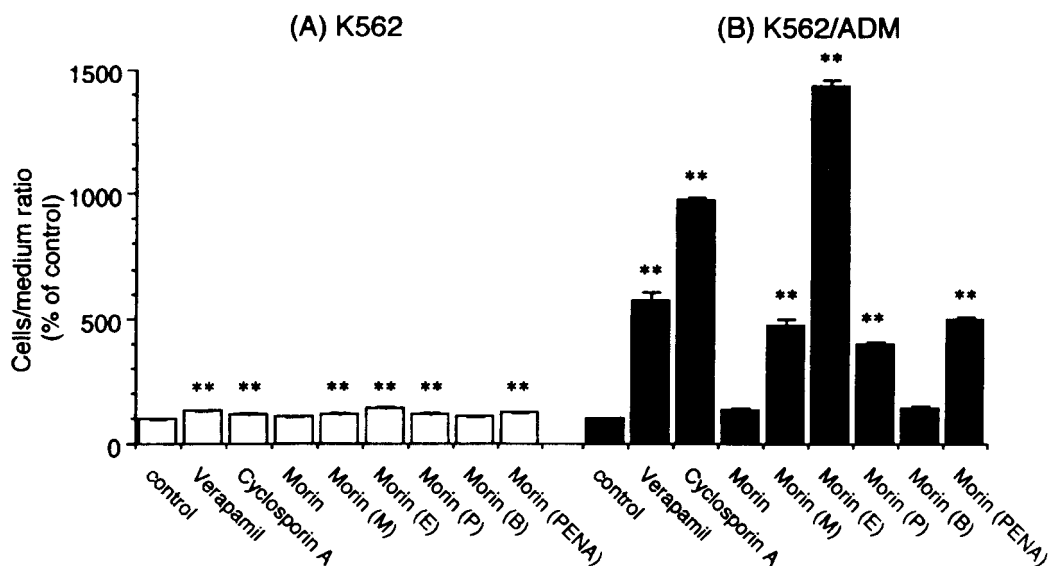 (A) K562
(B) K562/ADM
Cells/medium ratio
(% of control)
1500
1000
500
0
**
**
**
**
**
**
**
**
**
**
**
**
control
Verapamil
Cyclosporin A
Morin
Morin (M)
Morin (E)
Morin (P)
Morin (B)
Morin (PENA)
control
Verapamil
Cyclosporin A
Morin
Morin (M)
Morin (E)
Morin (P)
Morin (B)
Morin (PENA)